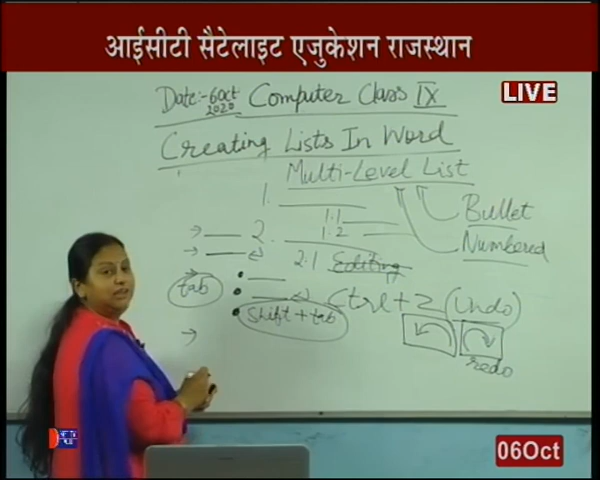 आईसीटी सैटेलाइट एजुकेशन राजस्थान
LIVE
Date:-6Oct 2020 Computer Class IX
Creating Lists In Word
Multi-Level List
1.
1.1
1.2
Bullet
2.
Numbered
2.1 Editing
tab
Ctrl+Z (Undo)
Shift + tab
redo
06Oct